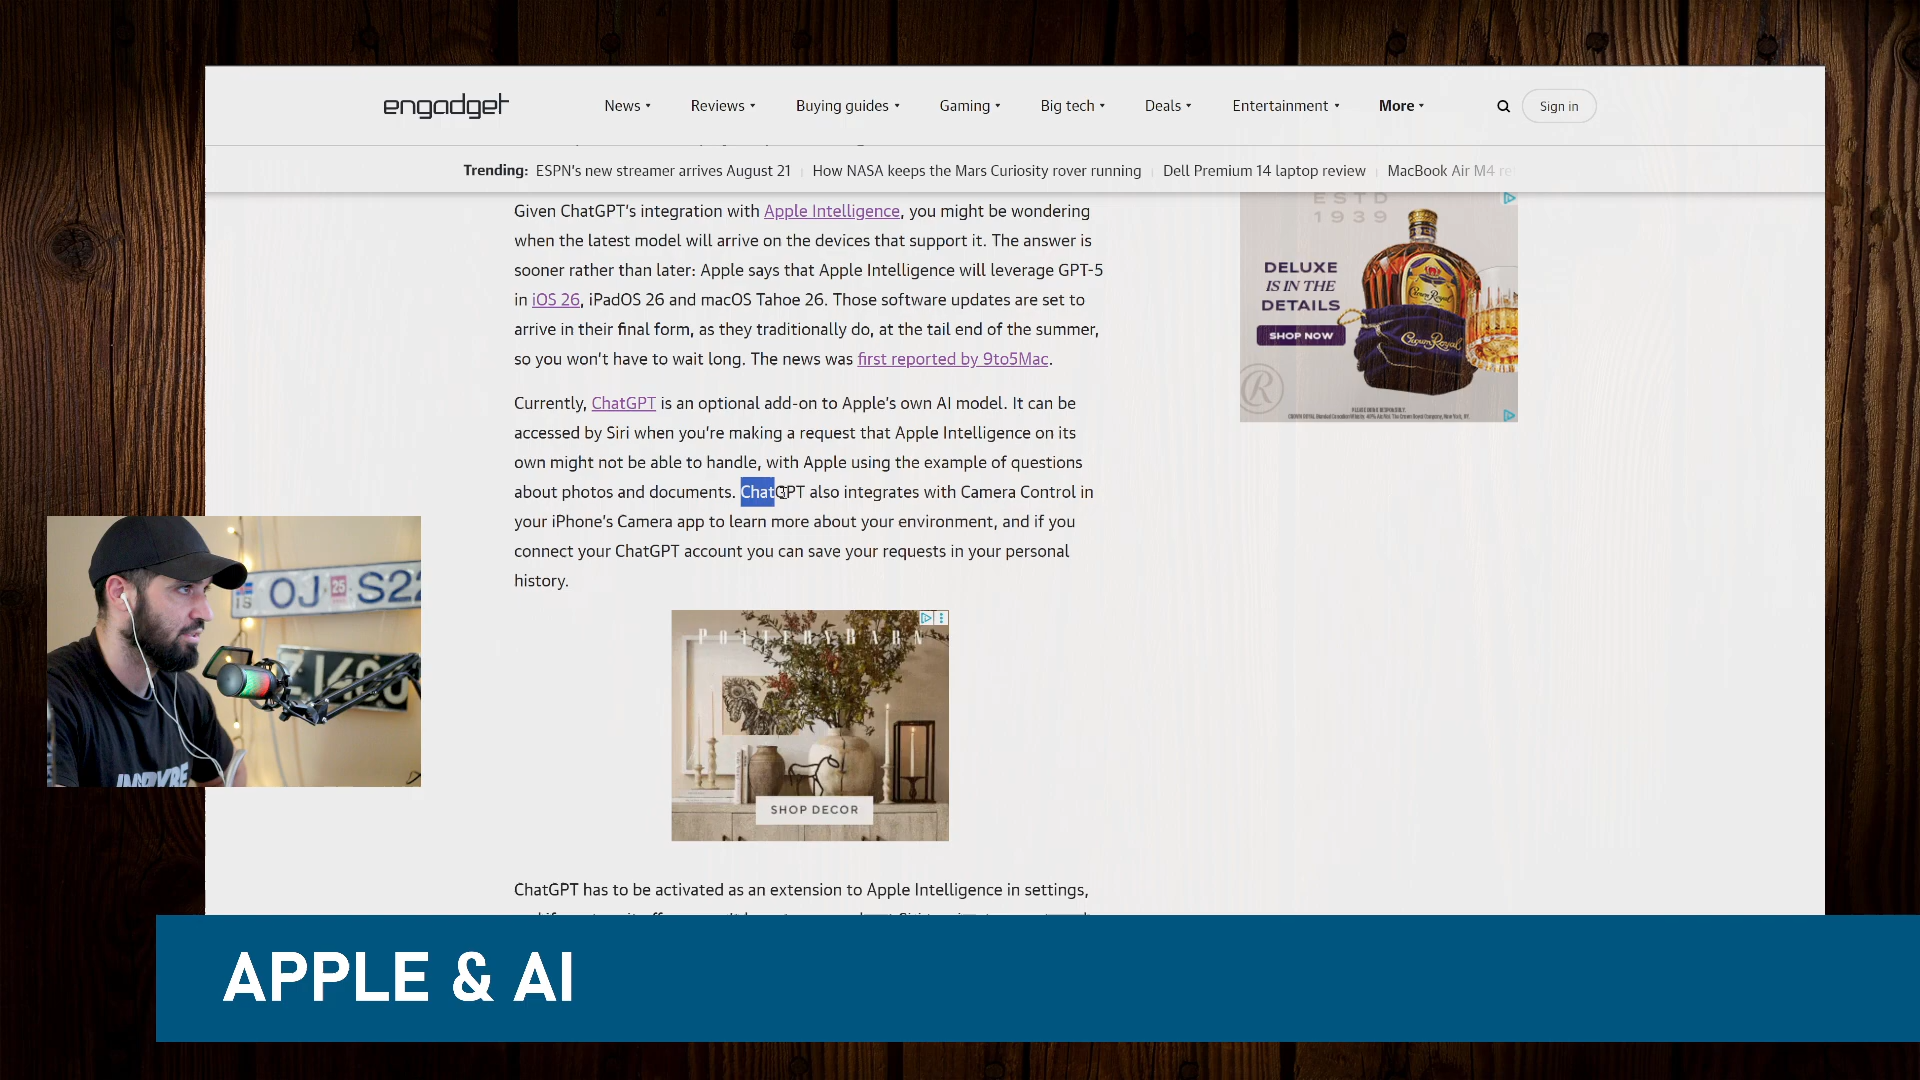 engadget
News
Reviews
Buying guides
Gaming
Big tech
Deals
Entertainment
More
Sign in
Trending: ESPN's new streamer arrives August 21 | How NASA keeps the Mars Curiosity rover running | Dell Premium 14 laptop review | MacBook Air M4
Given ChatGPT's integration with Apple Intelligence, you might be wondering
when the latest model will arrive on the devices that support it. The answer is
sooner rather than later: Apple says that Apple Intelligence will leverage GPT-5
in iOS 26, iPadOS 26 and macOS Tahoe 26. Those software updates are set to
arrive in their final form, as they traditionally do, at the tail end of the summer,
so you won't have to wait long. The news was first reported by 9to5Mac.
Currently, ChatGPT is an optional add-on to Apple's own AI model. It can be
accessed by Siri when you're making a request that Apple Intelligence on its
own might not be able to handle, with Apple using the example of questions
about photos and documents. ChatGPT also integrates with Camera Control in
your iPhone's Camera app to learn more about your environment, and if you
connect your ChatGPT account you can save your requests in your personal
history.
ESTD
1939
DELUXE
IS IN THE
DETAILS
SHOP NOW
Crown Royal
R
POTTERY BARN
SHOP DECOR
IS OJ 25 S22
ChatGPT has to be activated as an extension to Apple Intelligence in settings,
APPLE & AI